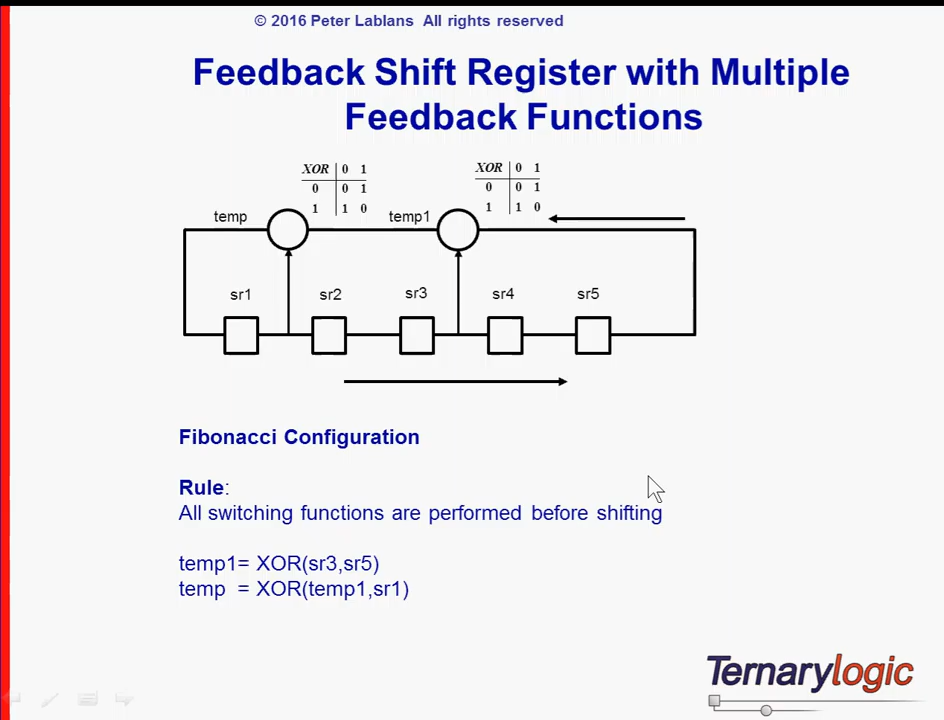 © 2016 Peter Lablans All rights reserved
Feedback Shift Register with Multiple
Feedback Functions
XOR 0 1
0 0 1
1 1 0
XOR 0 1
0 0 1
1 1 0
temp
temp1
sr1
sr2
sr3
sr4
sr5
Fibonacci Configuration
Rule:
All switching functions are performed before shifting
temp1= XOR(sr3,sr5)
temp = XOR(temp1,sr1)
Ternarylogic